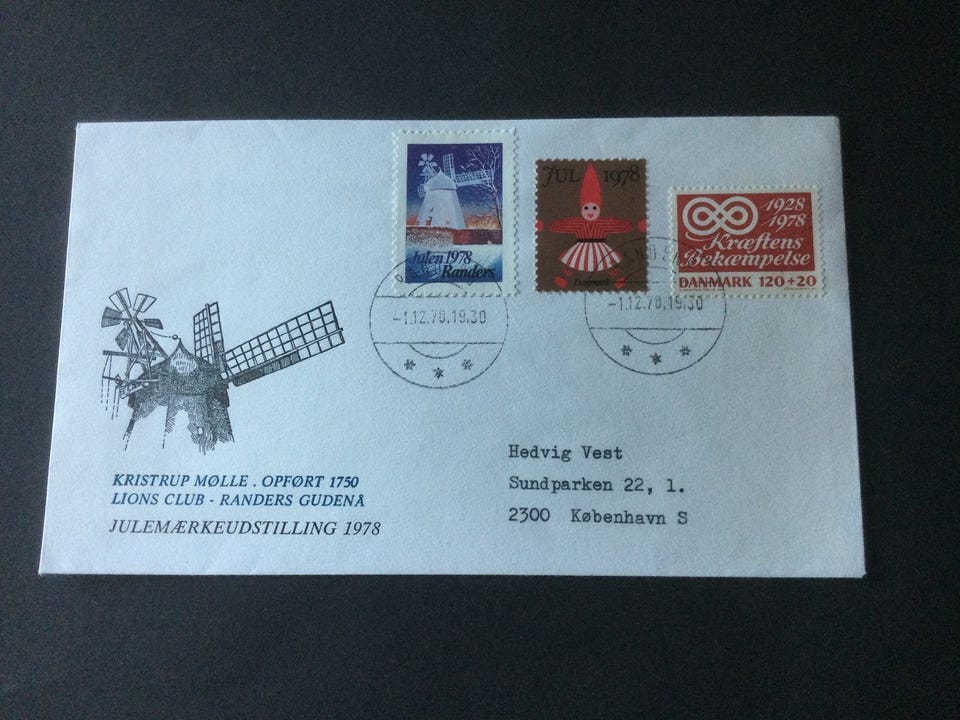 Julen 1978
Randers
JUL 1978
Danmark
1928
1978
Kræftens
Bekæmpelse
DANMARK 120+20
-1.12.78.19.30
-1.12.78.19.30
KRISTRUP MØLLE . OPFØRT 1750
LIONS CLUB - RANDERS GUDENÅ
JULEMÆRKEUDSTILLING 1978
Hedvig Vest
Sundparken 22, 1.
2300 København S